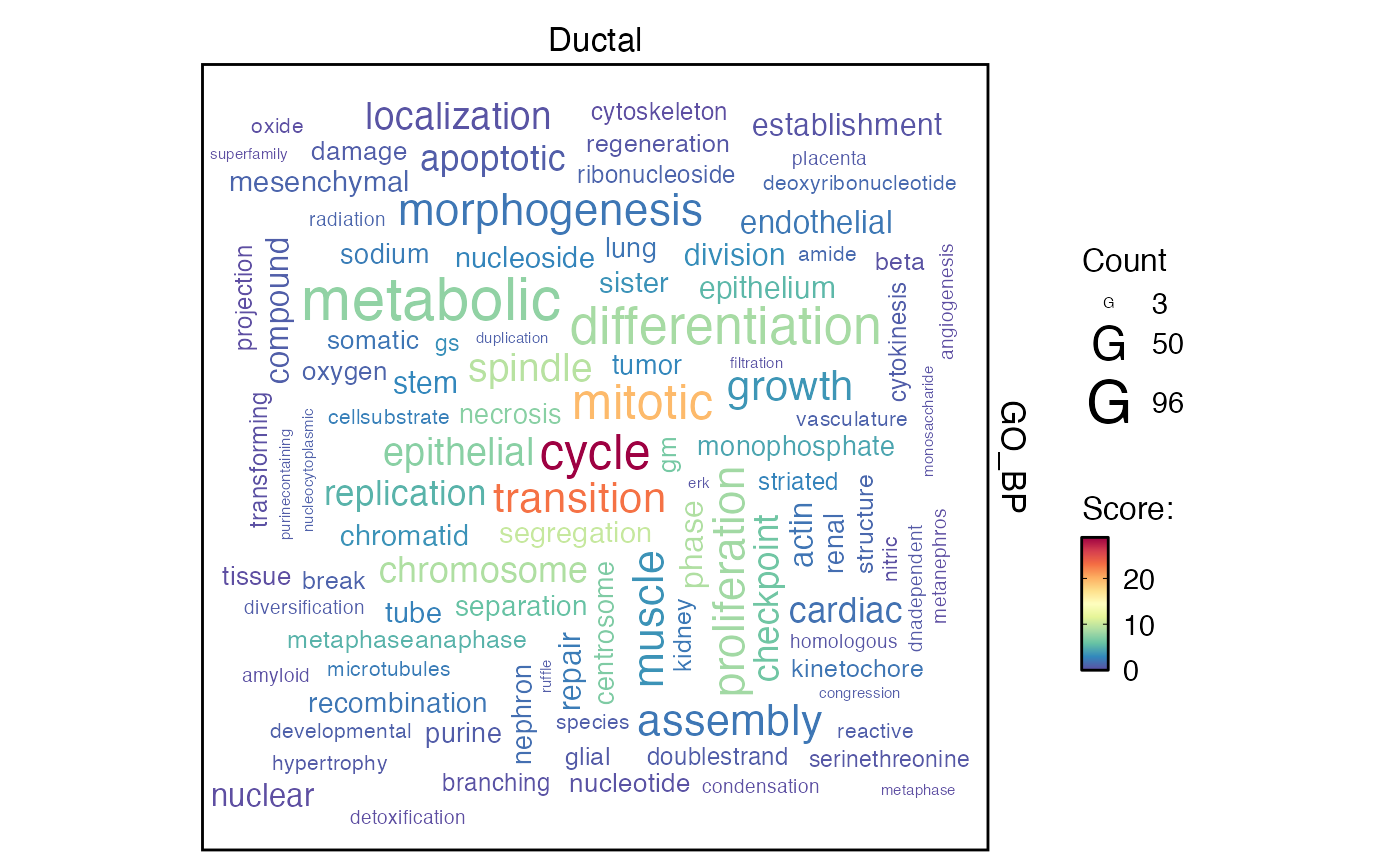 Ductal
localization
cytoskeleton
establishment
oxide
superfamily
damage
apoptotic
regeneration
placenta
mesenchymal
ribonucleoside
deoxyribonucleotide
radiation
morphogenesis
endothelial
projection
compound
sodium
nucleoside
lung
division
amide
beta
angiogenesis
metabolic
sister
epithelium
cytokinesis
differentiation
somatic
gs
duplication
oxygen
stem
spindle
tumor
filtration
growth
mitotic
monosaccharide
transforming
purinecontaining
nucleocytoplasmic
cellsubstrate
necrosis
vasculature
epithelial
cycle
gm
monophosphate
replication
transition
erk
striated
chromatid
segregation
phase
proliferation
checkpoint
actin
renal
structure
nitric
dnadependent
metanephros
tissue
break
chromosome
muscle
diversification
tube
separation
centrosome
kidney
cardiac
metaphaseanaphase
homologous
amyloid
microtubules
nephron
ruffle
repair
kinetochore
recombination
congression
developmental
purine
species
assembly
reactive
hypertrophy
glial
doublestrand
serinethreonine
nuclear
branching
nucleotide
condensation
metaphase
detoxification
GO_BP
Count
G 3
G 50
G 96
Score:
20
10
0